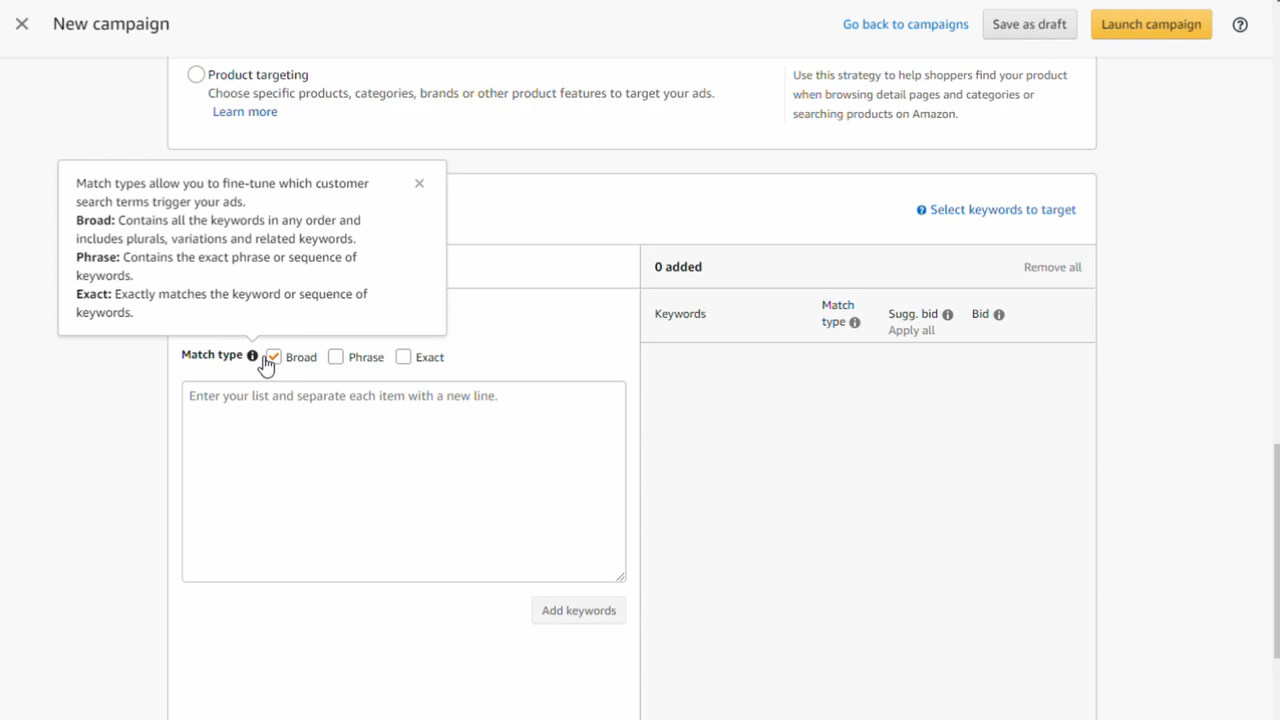 New campaign
Go back to campaigns
Save as draft
Launch campaign
Product targeting
Choose specific products, categories, brands or other product features to target your ads.
Learn more
Use this strategy to help shoppers find your product
when browsing detail pages and categories or
searching products on Amazon.
Match types allow you to fine-tune which customer
search terms trigger your ads.
Broad: Contains all the keywords in any order and
includes plurals, variations and related keywords.
Phrase: Contains the exact phrase or sequence of
keywords.
Exact: Exactly matches the keyword or sequence of
keywords.
Select keywords to target
0 added
Remove all
Keywords
Match
type
Sugg. bid
Apply all
Bid
Match type
Broad
Phrase
Exact
Enter your list and separate each item with a new line.
Add keywords